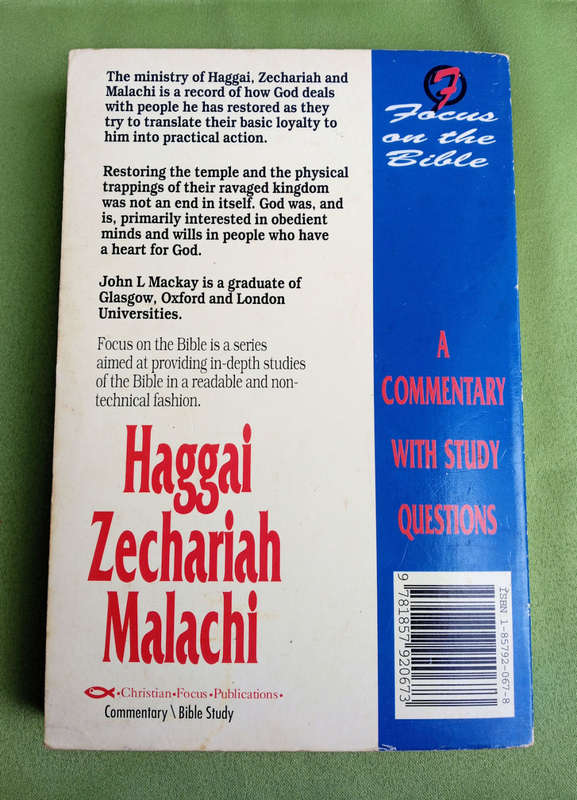 The ministry of Haggai, Zechariah and
Malachi is a record of how God deals
with people he has restored as they
try to translate their basic loyalty to
him into practical action.
Restoring the temple and the physical
trappings of their ravaged kingdom
was not an end in itself. God was, and
is, primarily interested in obedient
minds and wills in people who have
a heart for God.
John L Mackay is a graduate of
Glasgow, Oxford and London
Universities.
Focus on the Bible is a series
aimed at providing in-depth studies
of the Bible in a readable and non-
technical fashion.
Haggai
Zechariah
Malachi
•Christian•Focus•Publications•
Commentary \ Bible Study
Focus
on the
Bible
A
COMMENTARY
WITH STUDY
QUESTIONS
ISBN 1-85792-067-8
9 781857 920673